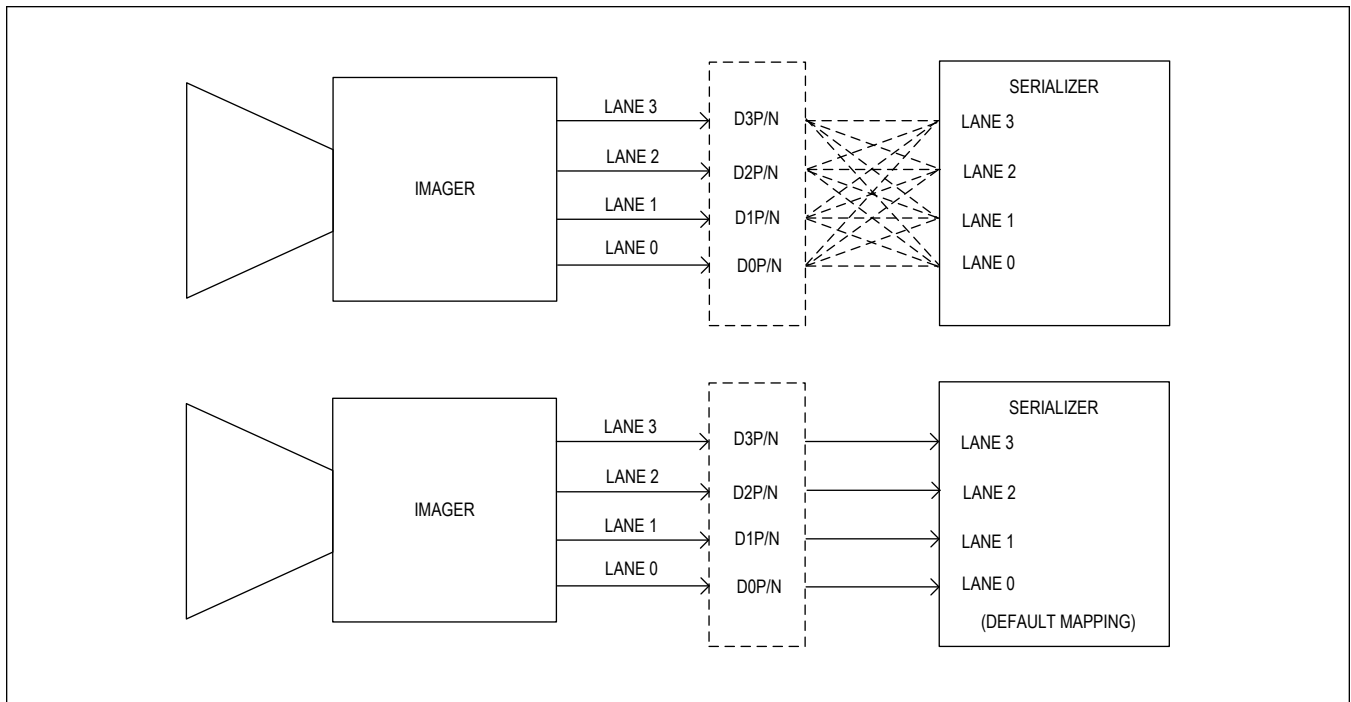 SERIALIZER
LANE 3 D3P/N LANE 3
LANE 2 D2P/N LANE 2
IMAGER
LANE 1 D1P/N LANE 1
LANE 0 D0P/N LANE 0
SERIALIZER
LANE 3 D3P/N LANE 3
LANE 2 D2P/N LANE 2
IMAGER
LANE 1 D1P/N LANE 1
LANE 0 D0P/N LANE 0
(DEFAULT MAPPING)